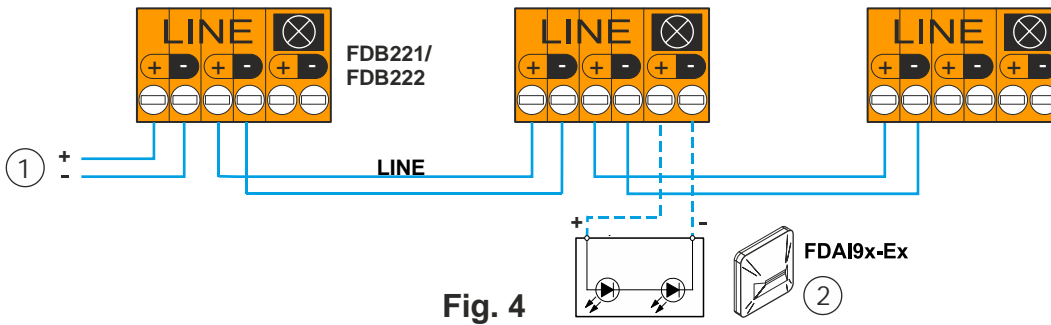 LINE LINE LINE
FDB221/
FDB222
+ - + - + - + - + - + - + - + - + -
1 +
-
LINE
+ -
FDAI9x-Ex
2
Fig. 4